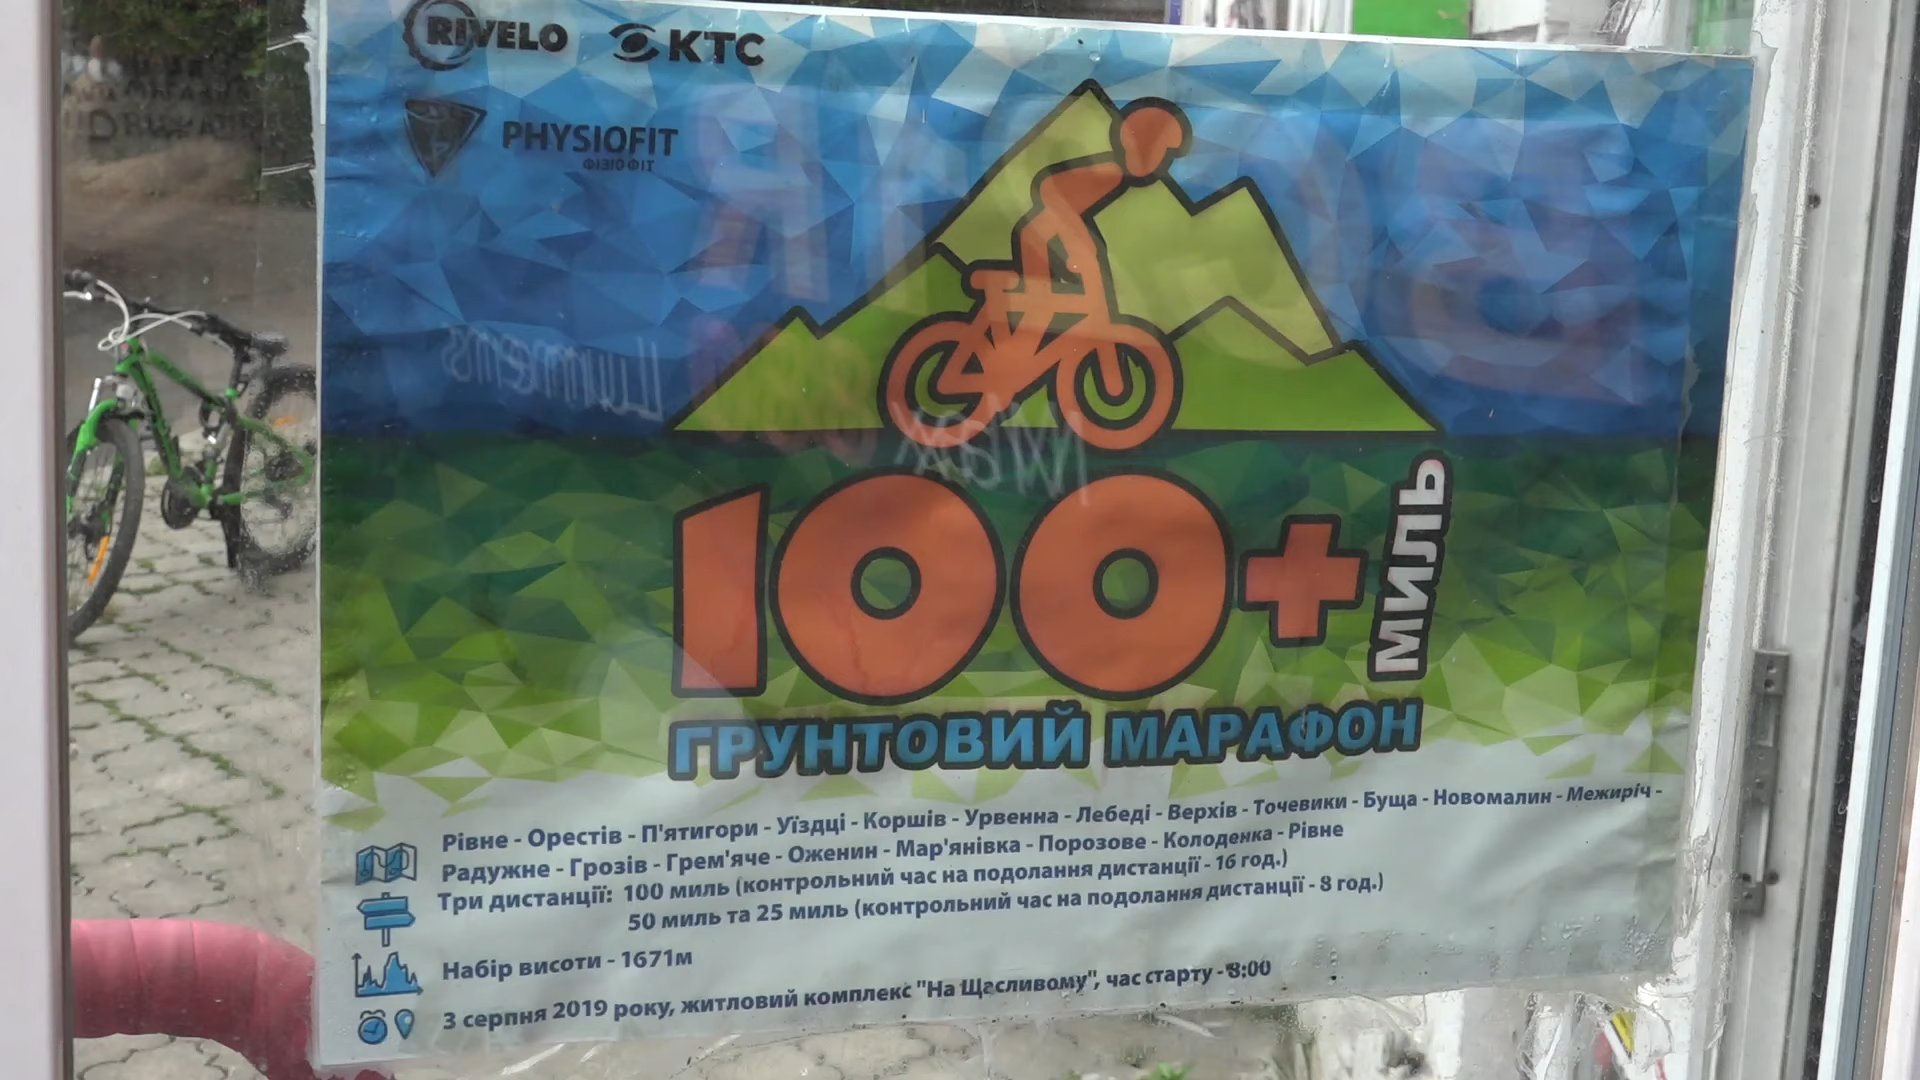 RIVELO КТС
PHYSIOFIT
ФІЗІОФІТ
100+ МИЛЬ
ГРУНТОВИЙ МАРАФОН
Рівне - Орестів - П'ятигори - Уїздці - Коршів - Урвенна - Лебеді - Верхів - Точевики - Буща - Новомалин - Межиріч -
Радужне - Грозів - Грем'яче - Оженин - Мар'янівка - Порозове - Колоденка - Рівне
Три дистанції: 100 миль (контрольний час на подолання дистанції - 16 год.)
50 миль та 25 миль (контрольний час на подолання дистанції - 8 год.)
Набір висоти - 1671м
3 серпня 2019 року, житловий комплекс "На Щасливому", час старту - 8:00